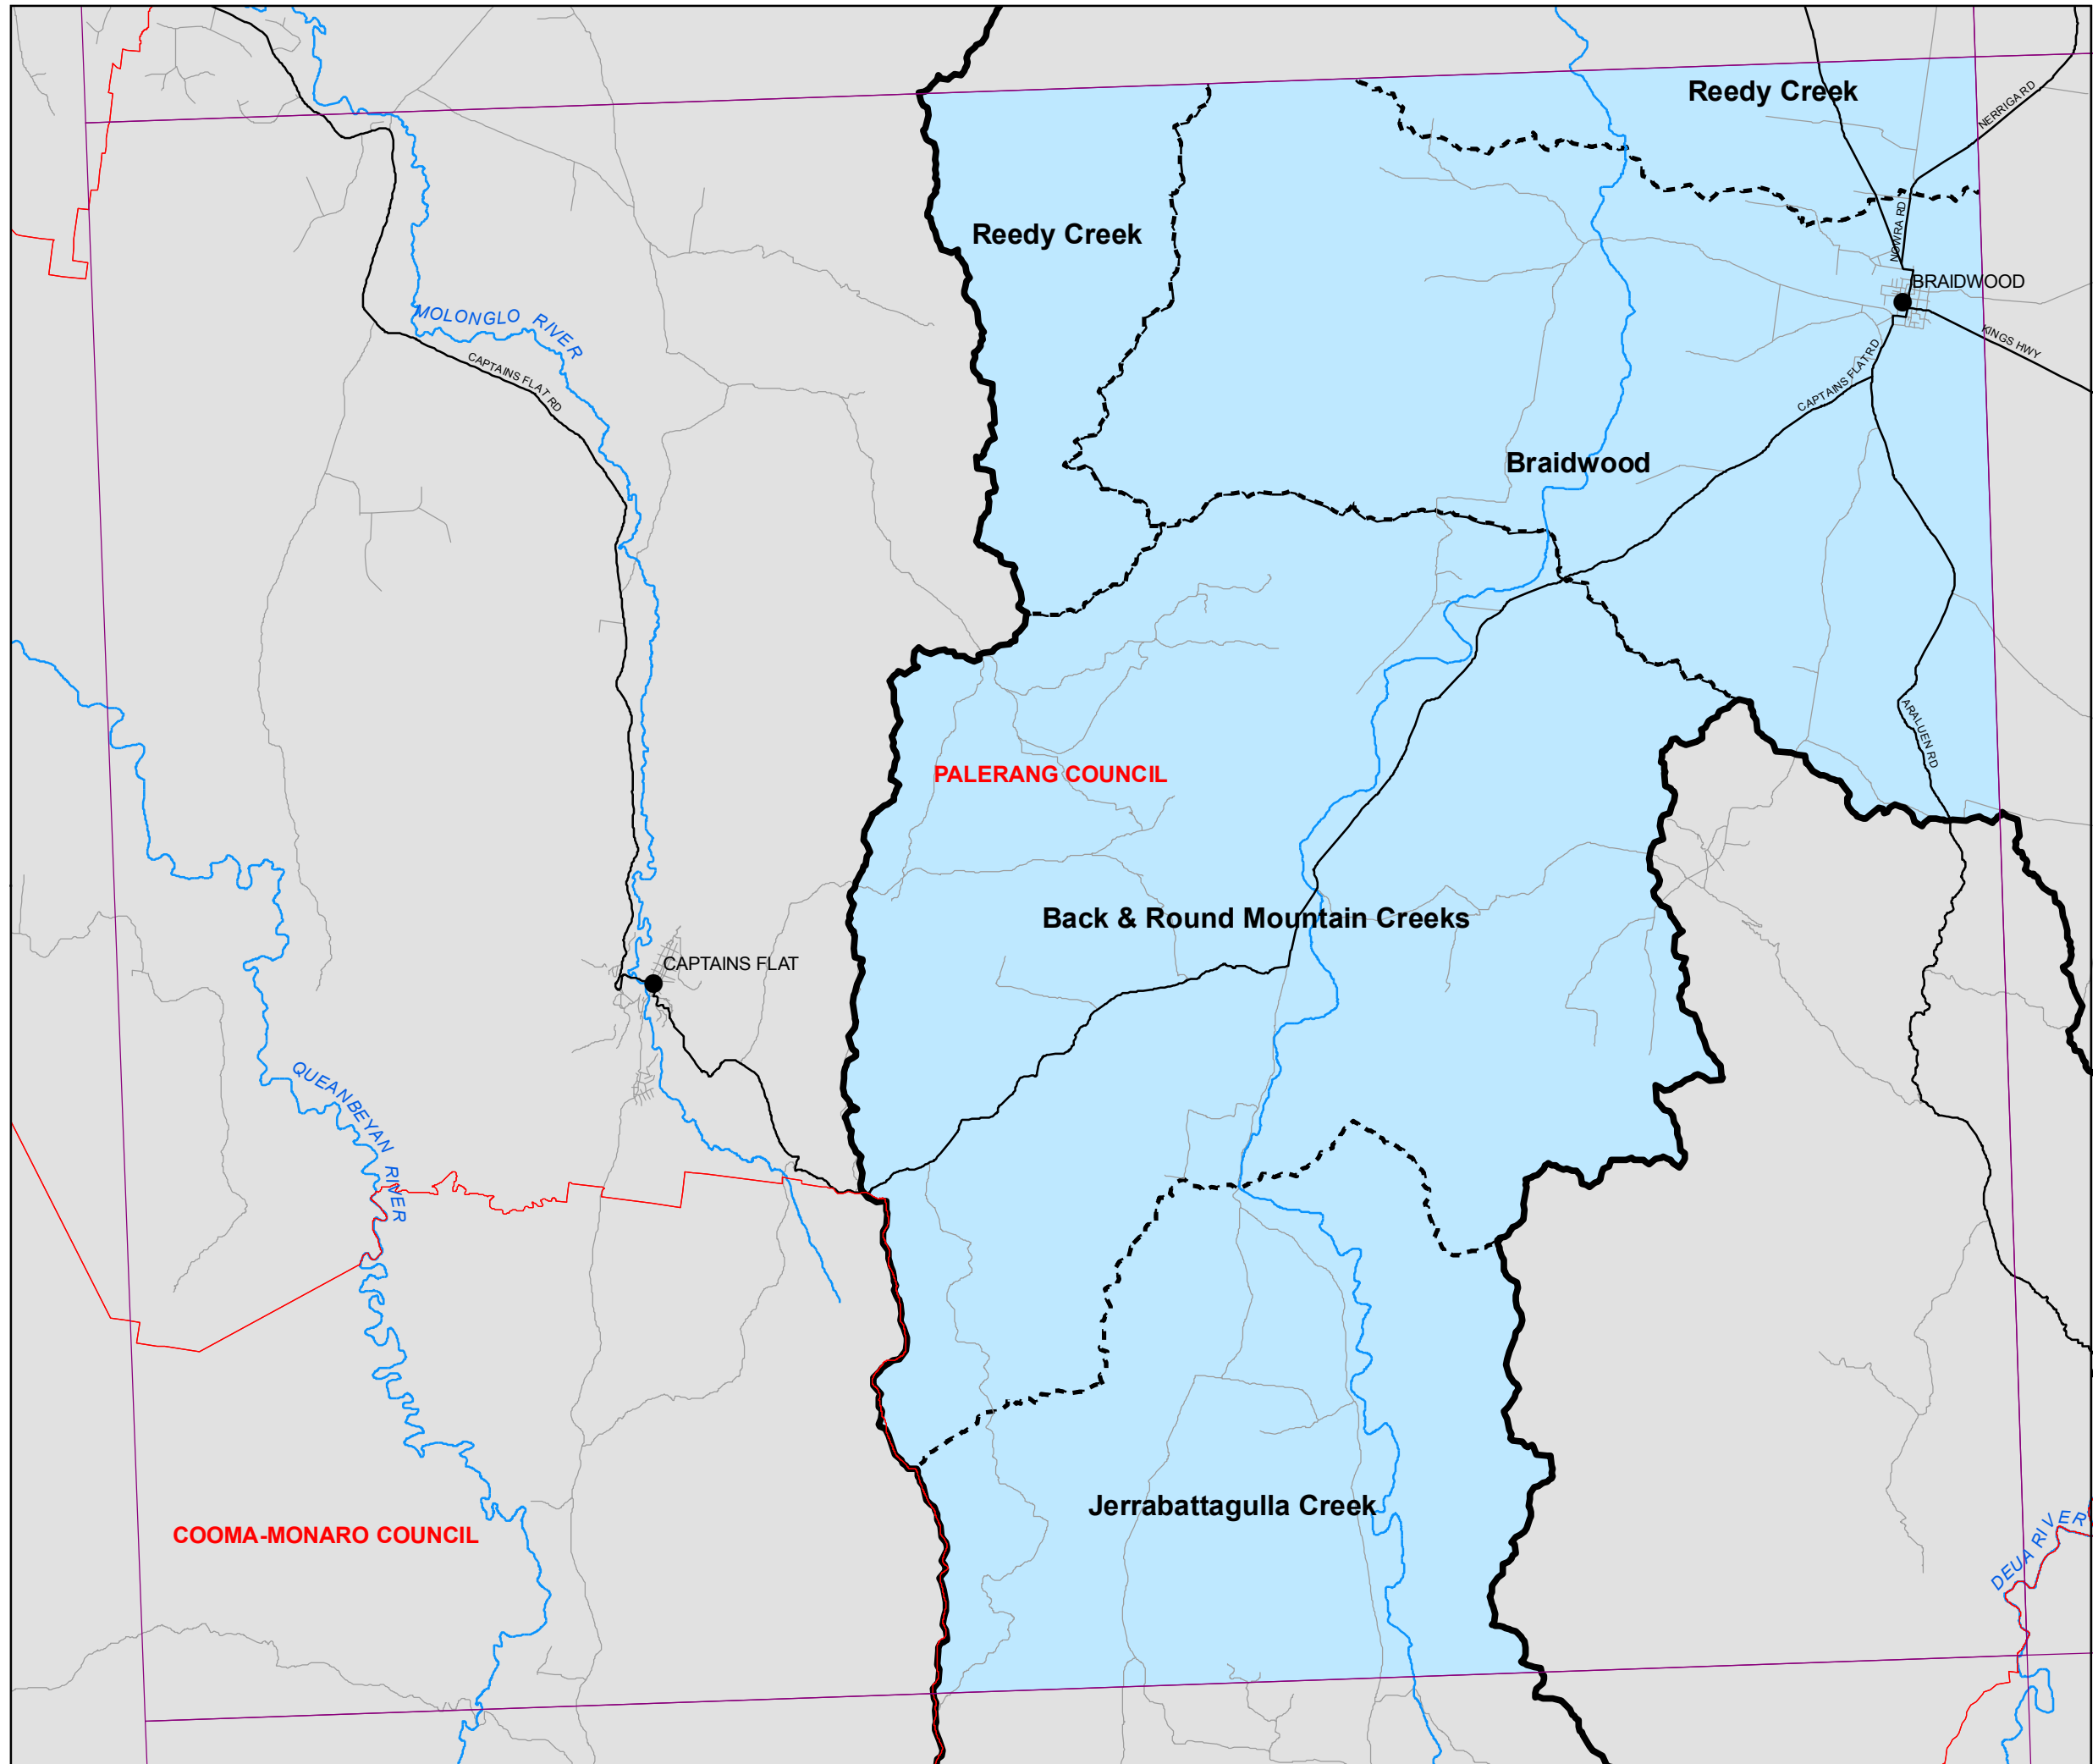 Reedy Creek
NERRIGA RD
NOWRA RD
Reedy Creek
BRAIDWOOD
MOLONGLO RIVER
KINGS HWY
CAPTAINS FLAT RD
CAPTAINS FLAT RD
Braidwood
ARALUEN RD
PALERANG COUNCIL
Back & Round Mountain Creeks
CAPTAINS FLAT
QUEANBEYAN RIVER
Jerrabattagulla Creek
COOMA-MONARO COUNCIL
DEUA RIVER